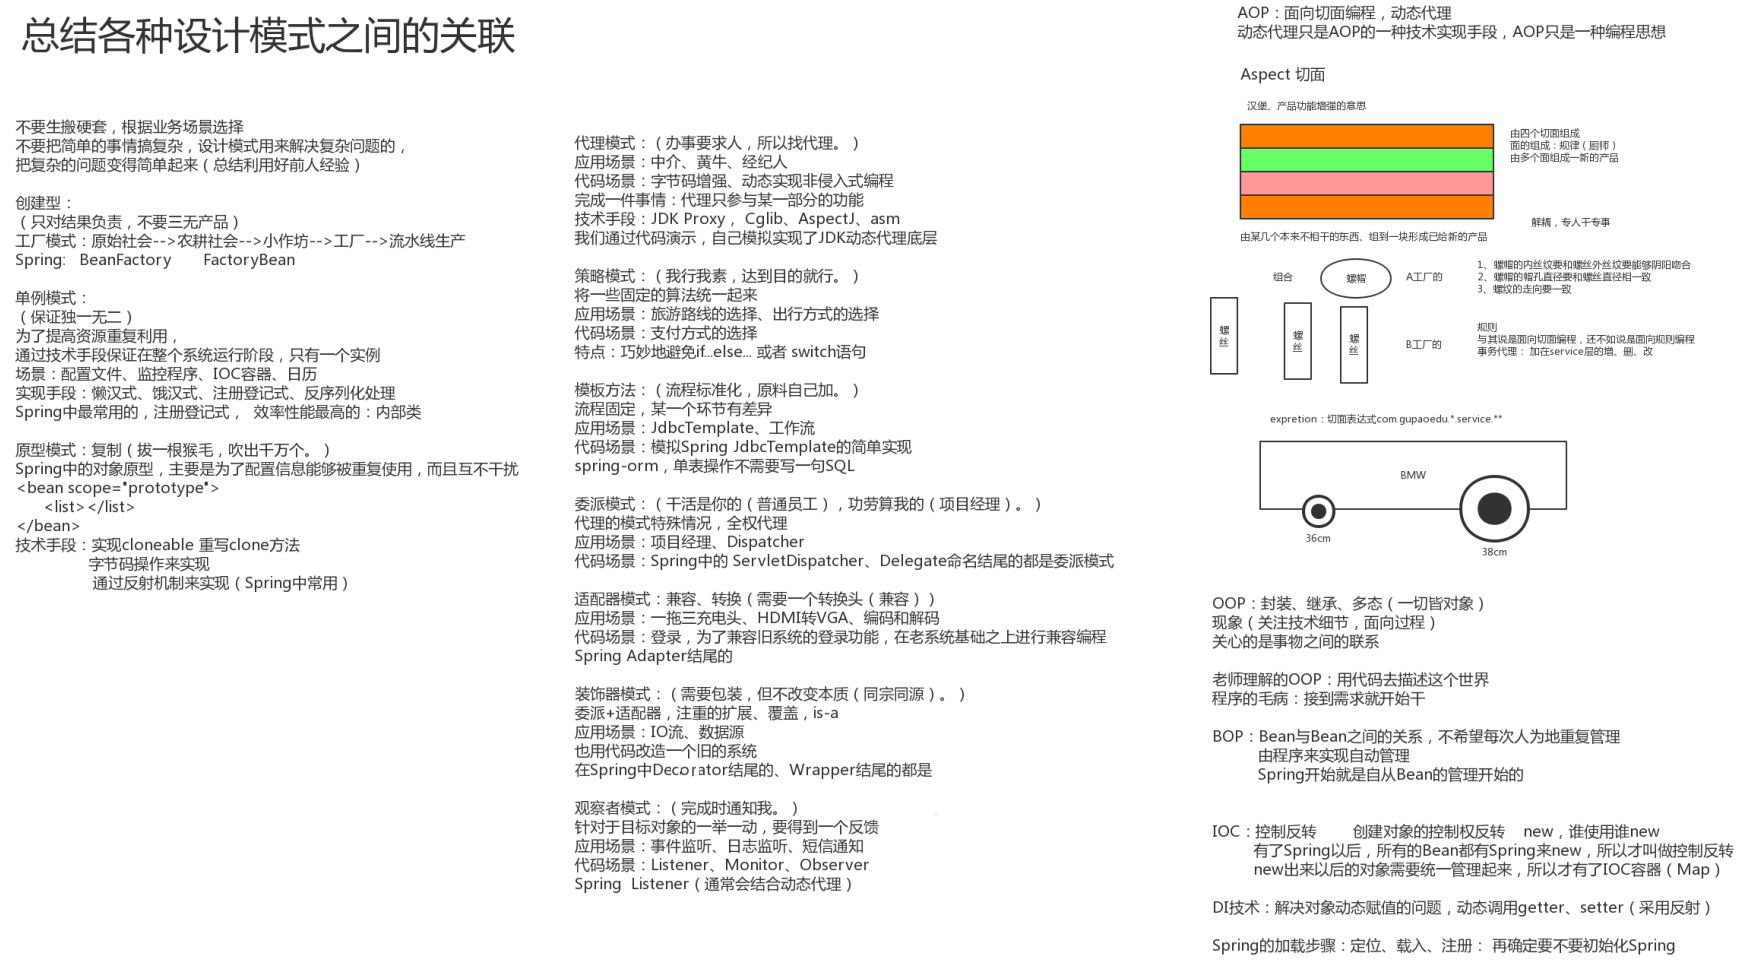 总结各种设计模式之间的关联
不要生搬硬套，根据业务场景选择
不要把简单的事情搞复杂，设计模式用来解决复杂问题的，
把复杂的问题变得简单起来（总结利用好前人经验）
创建型：
（只对结果负责，不要三无产品）
工厂模式：原始社会-->农耕社会-->小作坊-->工厂-->流水线生产
Spring: BeanFactory FactoryBean
单例模式：
（保证独一无二）
为了提高资源重复利用，
通过技术手段保证在整个系统运行阶段，只有一个实例
场景：配置文件、监控程序、IOC容器、日历
实现手段：懒汉式、饿汉式、注册登记式、反序列化处理
Spring中最常用的，注册登记式， 效率性能最高的：内部类
原型模式：复制（拔一根猴毛，吹出千万个。）
Spring中的对象原型，主要是为了配置信息能够被重复使用，而且互不干扰
<bean scope="prototype">
<list></list>
</bean>
技术手段：实现cloneable 重写clone方法
字节码操作来实现
通过反射机制来实现（Spring中常用）
代理模式：（办事要求人，所以找代理。）
应用场景：中介、黄牛、经纪人
代码场景：字节码增强、动态实现非侵入式编程
完成一件事情：代理只参与某一部分的功能
技术手段：JDK Proxy ，Cglib、AspectJ、asm
我们通过代码演示，自己模拟实现了JDK动态代理底层
策略模式：（我行我素，达到目的就行。）
将一些固定的算法统一起来
应用场景：旅游路线的选择、出行方式的选择
代码场景：支付方式的选择
特点：巧妙地避免if...else... 或者 switch语句
模板方法：（流程标准化，原料自己加。）
流程固定，某一个环节有差异
应用场景：JdbcTemplate、工作流
代码场景：模拟Spring JdbcTemplate的简单实现
spring-orm，单表操作不需要写一句SQL
委派模式：（干活是你的（普通员工），功劳算我的（项目经理）。）
代理的模式特殊情况，全权代理
应用场景：项目经理、Dispatcher
代码场景：Spring中的 ServletDispatcher、Delegate命名结尾的都是委派模式
适配器模式：兼容、转换（需要一个转换头（兼容））
应用场景：一拖三充电头、HDMI转VGA、编码和解码
代码场景：登录，为了兼容旧系统的登录功能，在老系统基础之上进行兼容编程
Spring Adapter结尾的
装饰器模式：（需要包装，但不改变本质（同宗同源）。）
委派+适配器，注重的扩展、覆盖，is-a
应用场景：IO流、数据源
也用代码改造一个旧的系统
在Spring中Decorator结尾的、Wrapper结尾的都是
观察者模式：（完成时通知我。）
针对于目标对象的一举一动，要得到一个反馈
应用场景：事件监听、日志监听、短信通知
代码场景：Listener、Monitor、Observer
Spring Listener（通常会结合动态代理）
AOP：面向切面编程，动态代理
动态代理只是AOP的一种技术实现手段，AOP只是一种编程思想
Aspect 切面
汉堡、产品功能增强的意思
由四个切面组成
面的组成：规律（厨师）
由多个面组成一新的产品
解耦，专人干专事
由某几个本来不相干的东西、组到一块形成已给新的产品
组合
螺帽
A工厂的
1、螺帽的内丝纹要和螺丝外丝纹要能够阴阳吻合
2、螺帽的帽孔直径要和螺丝直径相一致
3、螺纹的走向要一致
螺丝
螺丝
螺丝
B工厂的
规则
与其说是面向切面编程，还不如说是面向规则编程
事务代理： 加在service层的增、删、改
expretion：切面表达式com.gupaoedu.*.service.**
BMW
36cm
38cm
OOP：封装、继承、多态（一切皆对象）
现象（关注技术细节，面向过程）
关心的是事物之间的联系
老师理解的OOP：用代码去描述这个世界
程序的毛病：接到需求就开始干
BOP：Bean与Bean之间的关系，不希望每次人为地重复管理
由程序来实现自动管理
Spring开始就是自从Bean的管理开始的
IOC：控制反转 创建对象的控制权反转 new，谁使用谁new
有了Spring以后，所有的Bean都有Spring来new，所以才叫做控制反转
new出来以后的对象需要统一管理起来，所以才有了IOC容器（Map）
DI技术：解决对象动态赋值的问题，动态调用getter、setter（采用反射）
Spring的加载步骤：定位、载入、注册： 再确定要不要初始化Spring